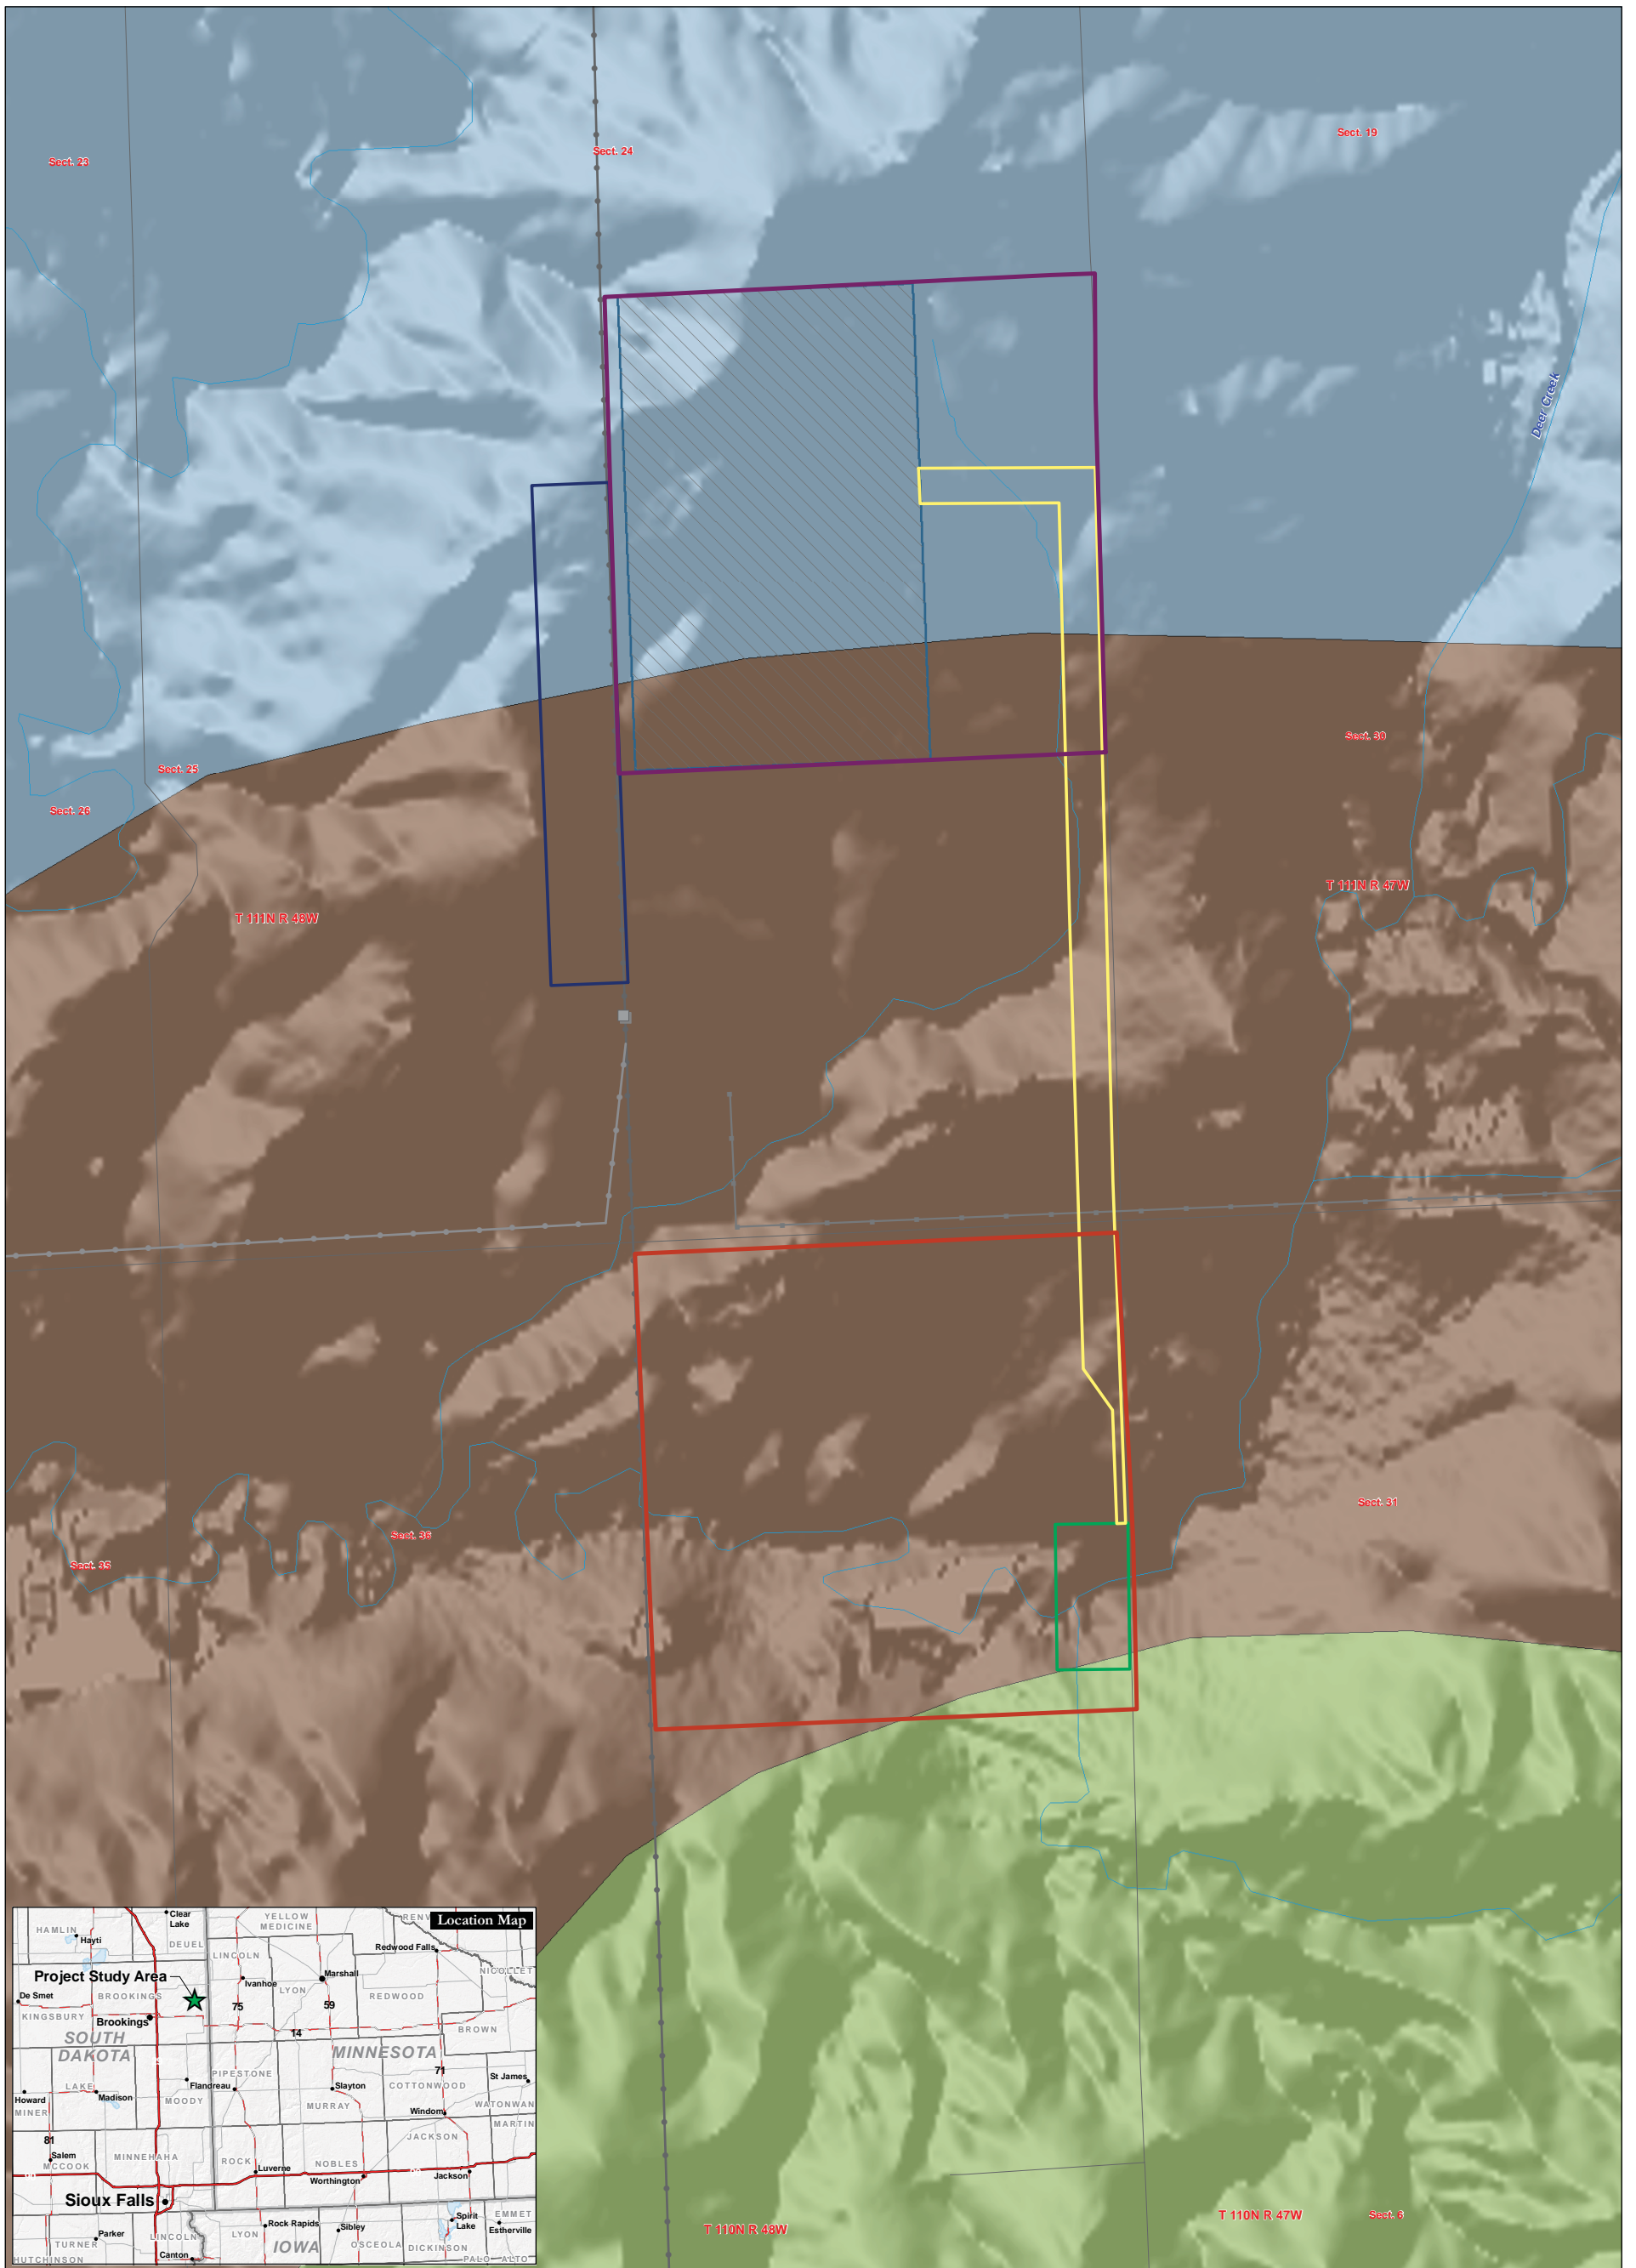 Sect. 24
Sect. 19
Sect. 23
Deer Creek
Sect. 30
Sect. 25
Sect. 26
T 111N R 47W
T 111N R 48W
Sect. 31
Sect. 36
Sect. 35
T 110N R 47W
Sect. 6
T 110N R 48W
Location Map
Clear
Lake
YELLOW
MEDICINE
RENV
HAMLIN
Hayti
DEUEL
LINCOLN
Redwood Falls
NICOLLET
Project Study Area
Ivanhoe
Marshall
LYON
REDWOOD
De Smet
BROOKINGS
75
59
KINGSBURY
Brookings
14
BROWN
SOUTH
DAKOTA
MINNESOTA
71
PIPESTONE
LAKE
Flandreau
Slayton
COTTONWOOD
St James
Howard
Madison
MOODY
MURRAY
WATONWAN
MINER
Windom
MARTIN
JACKSON
81
Salem
MCCOOK
MINNEHAHA
ROCK
Luverne
NOBLES
Worthington
Jackson
Sioux Falls
Rock Rapids
Sibley
Spirit
Lake
EMMET
Estherville
Parker
LINCOLN
LYON
IOWA
OSCEOLA
DICKINSON
TURNER
Canton
HUTCHINSON
PALO ALTO